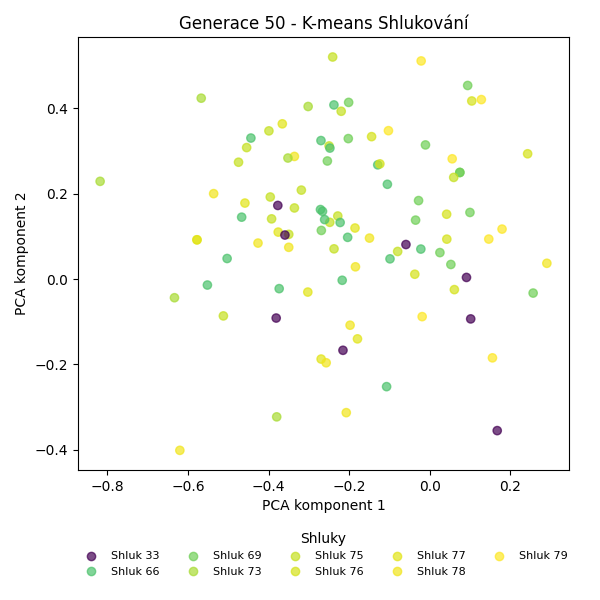 Generace 50 - K-means Shlukování
PCA komponent 2
0.4
0.2
0.0
−0.2
−0.4
−0.8
−0.6
−0.4
−0.2
0.0
0.2
PCA komponent 1
Shluky
Shluk 33 Shluk 69 Shluk 75 Shluk 77 Shluk 79
Shluk 66 Shluk 73 Shluk 76 Shluk 78